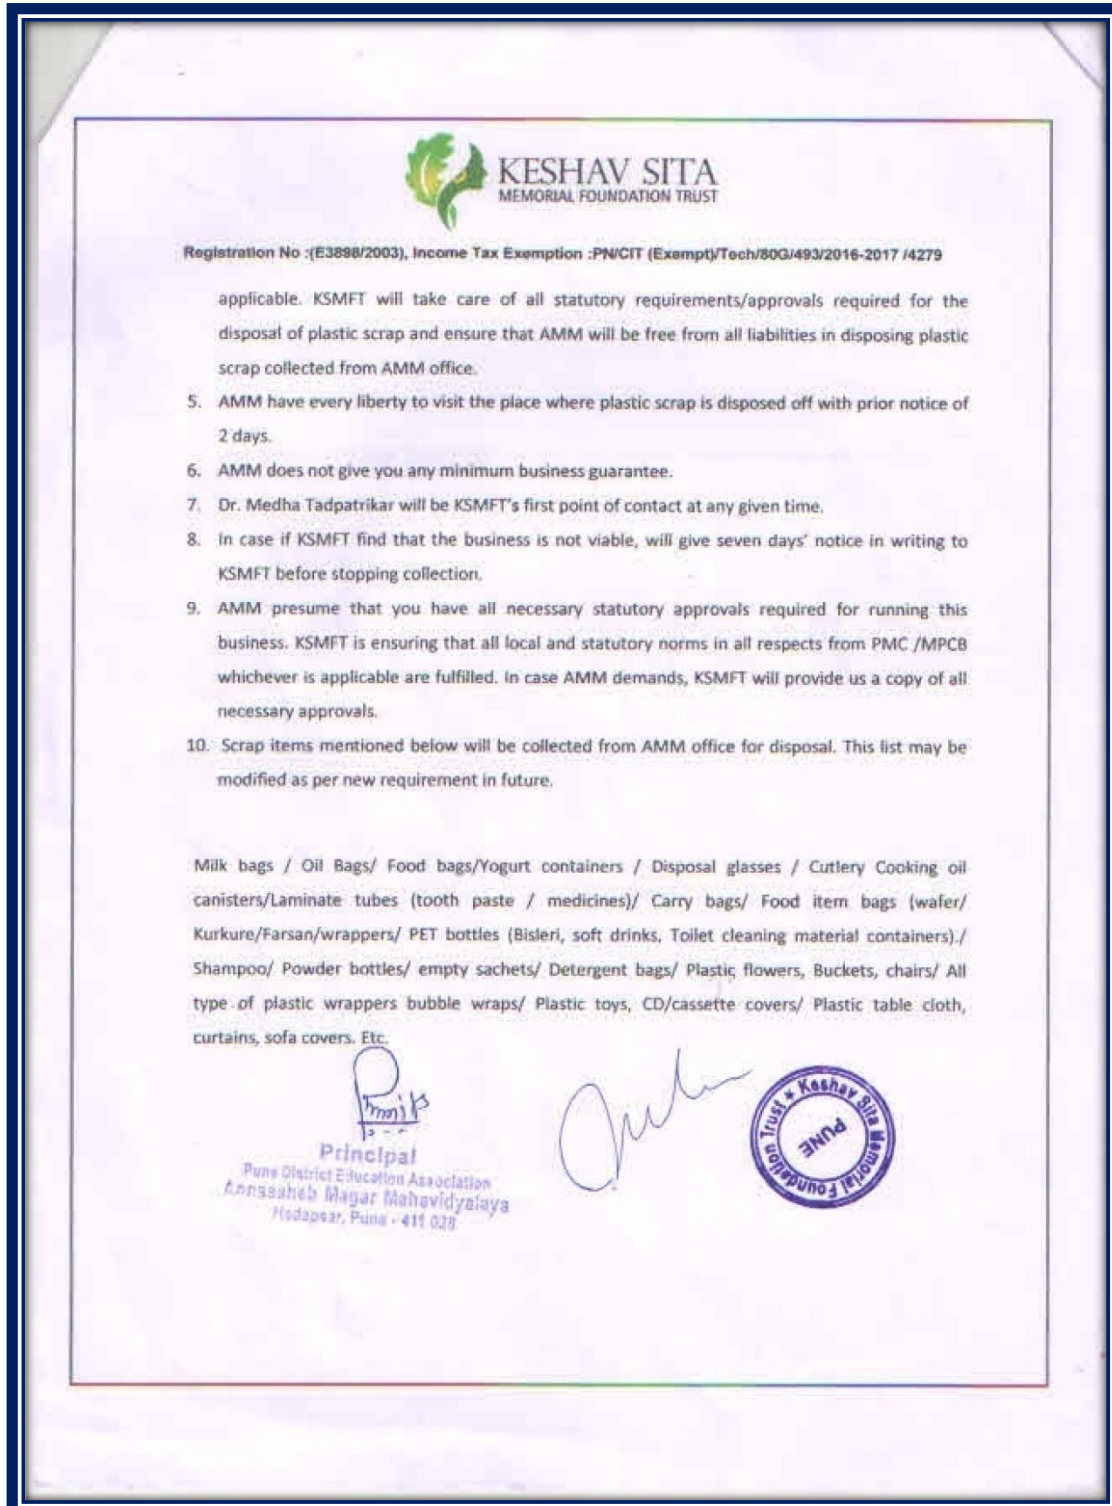 KESHAV SITA
MEMORIAL FOUNDATION TRUST
Registration No :(E3898/2003), Income Tax Exemption :PN/CIT (Exempt)/Tech/80G/493/2016-2017 /4279
applicable. KSMFT will take care of all statutory requirements/approvals required for the
disposal of plastic scrap and ensure that AMM will be free from all liabilities in disposing plastic
scrap collected from AMM office.
5. AMM have every liberty to visit the place where plastic scrap is disposed off with prior notice of
2 days.
6. AMM does not give you any minimum business guarantee.
7. Dr. Medha Tadpatrikar will be KSMFT's first point of contact at any given time.
8. In case if KSMFT find that the business is not viable, will give seven days' notice in writing to
KSMFT before stopping collection.
9. AMM presume that you have all necessary statutory approvals required for running this
business. KSMFT is ensuring that all local and statutory norms in all respects from PMC /MPCB
whichever is applicable are fulfilled. In case AMM demands, KSMFT will provide us a copy of all
necessary approvals.
10. Scrap items mentioned below will be collected from AMM office for disposal. This list may be
modified as per new requirement in future.
Milk bags / Oil Bags/ Food bags/Yogurt containers / Disposal glasses / Cutlery Cooking oil
canisters/Laminate tubes (tooth paste / medicines)/ Carry bags/ Food item bags (wafer/
Kurkure/Farsan/wrappers/ PET bottles (Bisleri, soft drinks, Toilet cleaning material containers)./
Shampoo/ Powder bottles/ empty sachets/ Detergent bags/ Plastic flowers, Buckets, chairs/ All
type of plastic wrappers bubble wraps/ Plastic toys, CD/cassette covers/ Plastic table cloth,
curtains, sofa covers. Etc.
Principal
Pune District Education Association
Annasaheb Magar Mahavidyalaya
Hadapsar, Pune - 411 028
Keshav Sita Memorial Foundation Trust
PUNE